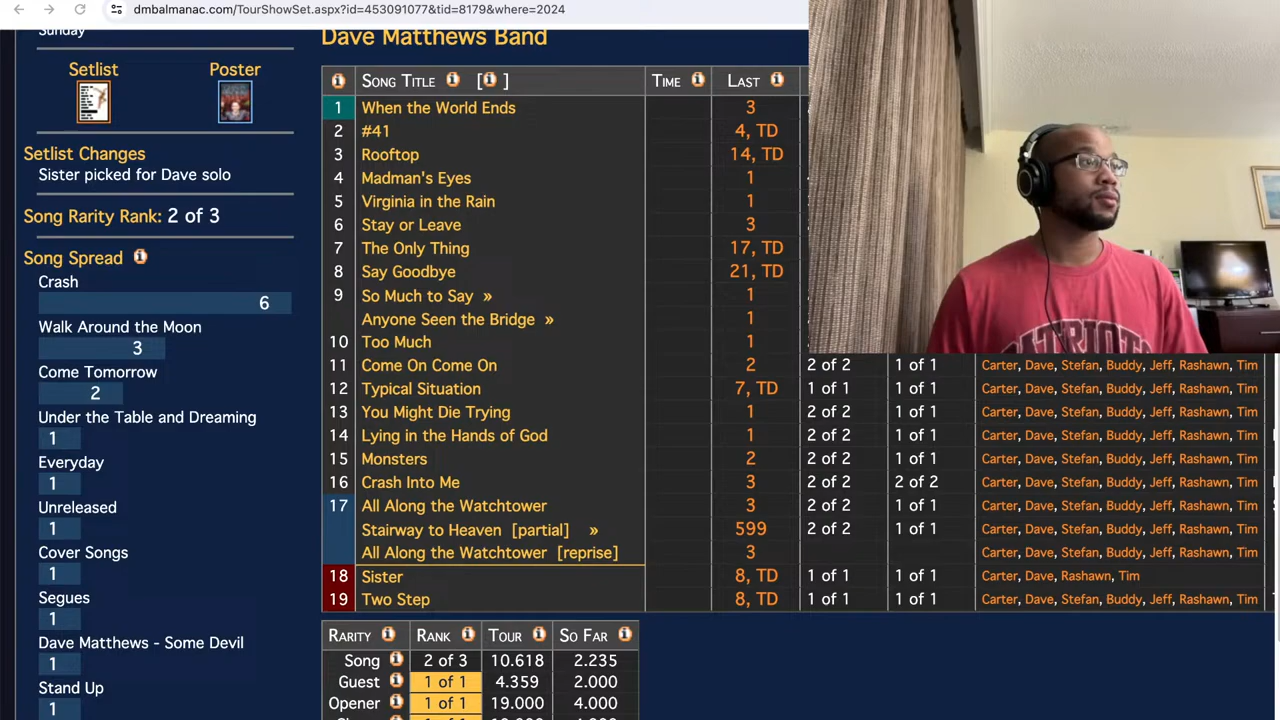 dmbalmanac.com/TourShowSet.aspx?id=453091077&tid=8179&where=2024
Sunday
Setlist Poster
Setlist Changes
Sister picked for Dave solo
Song Rarity Rank: 2 of 3
Song Spread
Crash
6
Walk Around the Moon
3
Come Tomorrow
2
Under the Table and Dreaming
1
Everyday
1
Unreleased
1
Cover Songs
1
Segues
1
Dave Matthews - Some Devil
1
Stand Up
1
Dave Matthews Band
SONG TITLE [ ] TIME LAST
1 When the World Ends 3
2 #41 4, TD
3 Rooftop 14, TD
4 Madman's Eyes 1
5 Virginia in the Rain 1
6 Stay or Leave 3
7 The Only Thing 17, TD
8 Say Goodbye 21, TD
9 So Much to Say » 1
Anyone Seen the Bridge » 1
10 Too Much 1
11 Come On Come On 2 2 of 2 1 of 1 Carter, Dave, Stefan, Buddy, Jeff, Rashawn, Tim
12 Typical Situation 7, TD 1 of 1 1 of 1 Carter, Dave, Stefan, Buddy, Jeff, Rashawn, Tim
13 You Might Die Trying 1 2 of 2 1 of 1 Carter, Dave, Stefan, Buddy, Jeff, Rashawn, Tim
14 Lying in the Hands of God 1 2 of 2 1 of 1 Carter, Dave, Stefan, Buddy, Jeff, Rashawn, Tim
15 Monsters 2 2 of 2 1 of 1 Carter, Dave, Stefan, Buddy, Jeff, Rashawn, Tim
16 Crash Into Me 3 2 of 2 2 of 2 Carter, Dave, Stefan, Buddy, Jeff, Rashawn, Tim
17 All Along the Watchtower 3 2 of 2 1 of 1 Carter, Dave, Stefan, Buddy, Jeff, Rashawn, Tim
Stairway to Heaven [partial] » 599 2 of 2 1 of 1 Carter, Dave, Stefan, Buddy, Jeff, Rashawn, Tim
All Along the Watchtower [reprise] 3 Carter, Dave, Stefan, Buddy, Jeff, Rashawn, Tim
18 Sister 8, TD 1 of 1 1 of 1 Carter, Dave, Rashawn, Tim
19 Two Step 8, TD 1 of 1 1 of 1 Carter, Dave, Stefan, Buddy, Jeff, Rashawn, Tim
RARITY RANK TOUR SO FAR
Song 2 of 3 10.618 2.235
Guest 1 of 1 4.359 2.000
Opener 1 of 1 19.000 4.000